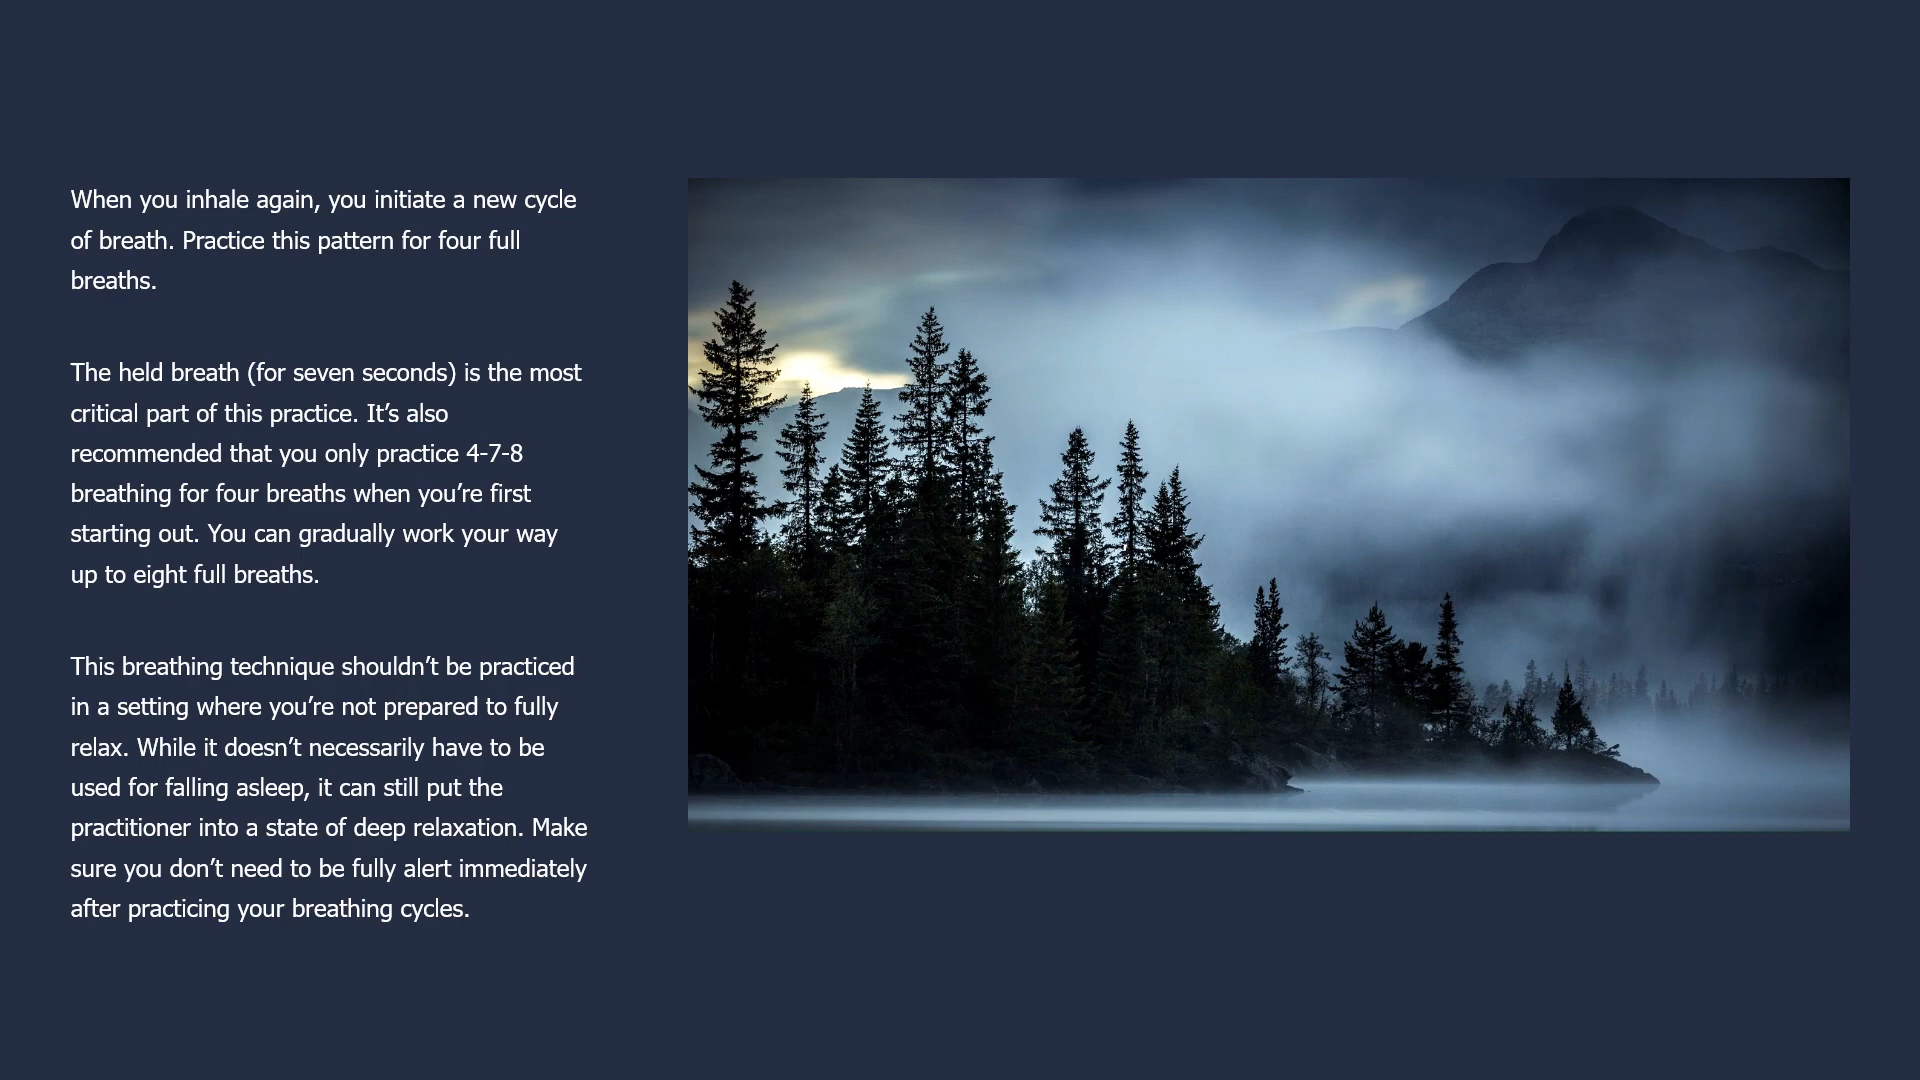 When you inhale again, you initiate a new cycle
of breath. Practice this pattern for four full
breaths.
The held breath (for seven seconds) is the most
critical part of this practice. It’s also
recommended that you only practice 4-7-8
breathing for four breaths when you’re first
starting out. You can gradually work your way
up to eight full breaths.
This breathing technique shouldn’t be practiced
in a setting where you’re not prepared to fully
relax. While it doesn’t necessarily have to be
used for falling asleep, it can still put the
practitioner into a state of deep relaxation. Make
sure you don’t need to be fully alert immediately
after practicing your breathing cycles.